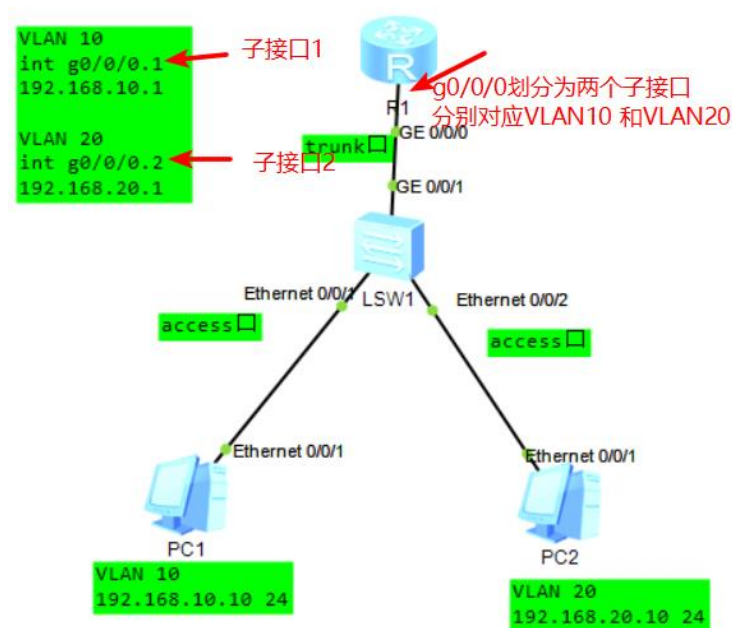 VLAN 10
int g0/0/0.1
192.168.10.1
VLAN 20
int g0/0/0.2
192.168.20.1
子接口1
子接口2
R
g0/0/0划分为两个子接口
分别对应VLAN10 和VLAN20
R1
GE 0/0/0
trunk口
GE 0/0/1
LSW1
Ethernet 0/0/1
Ethernet 0/0/2
access口
access口
Ethernet 0/0/1
Ethernet 0/0/1
PC1
PC2
VLAN 10
192.168.10.10 24
VLAN 20
192.168.20.10 24